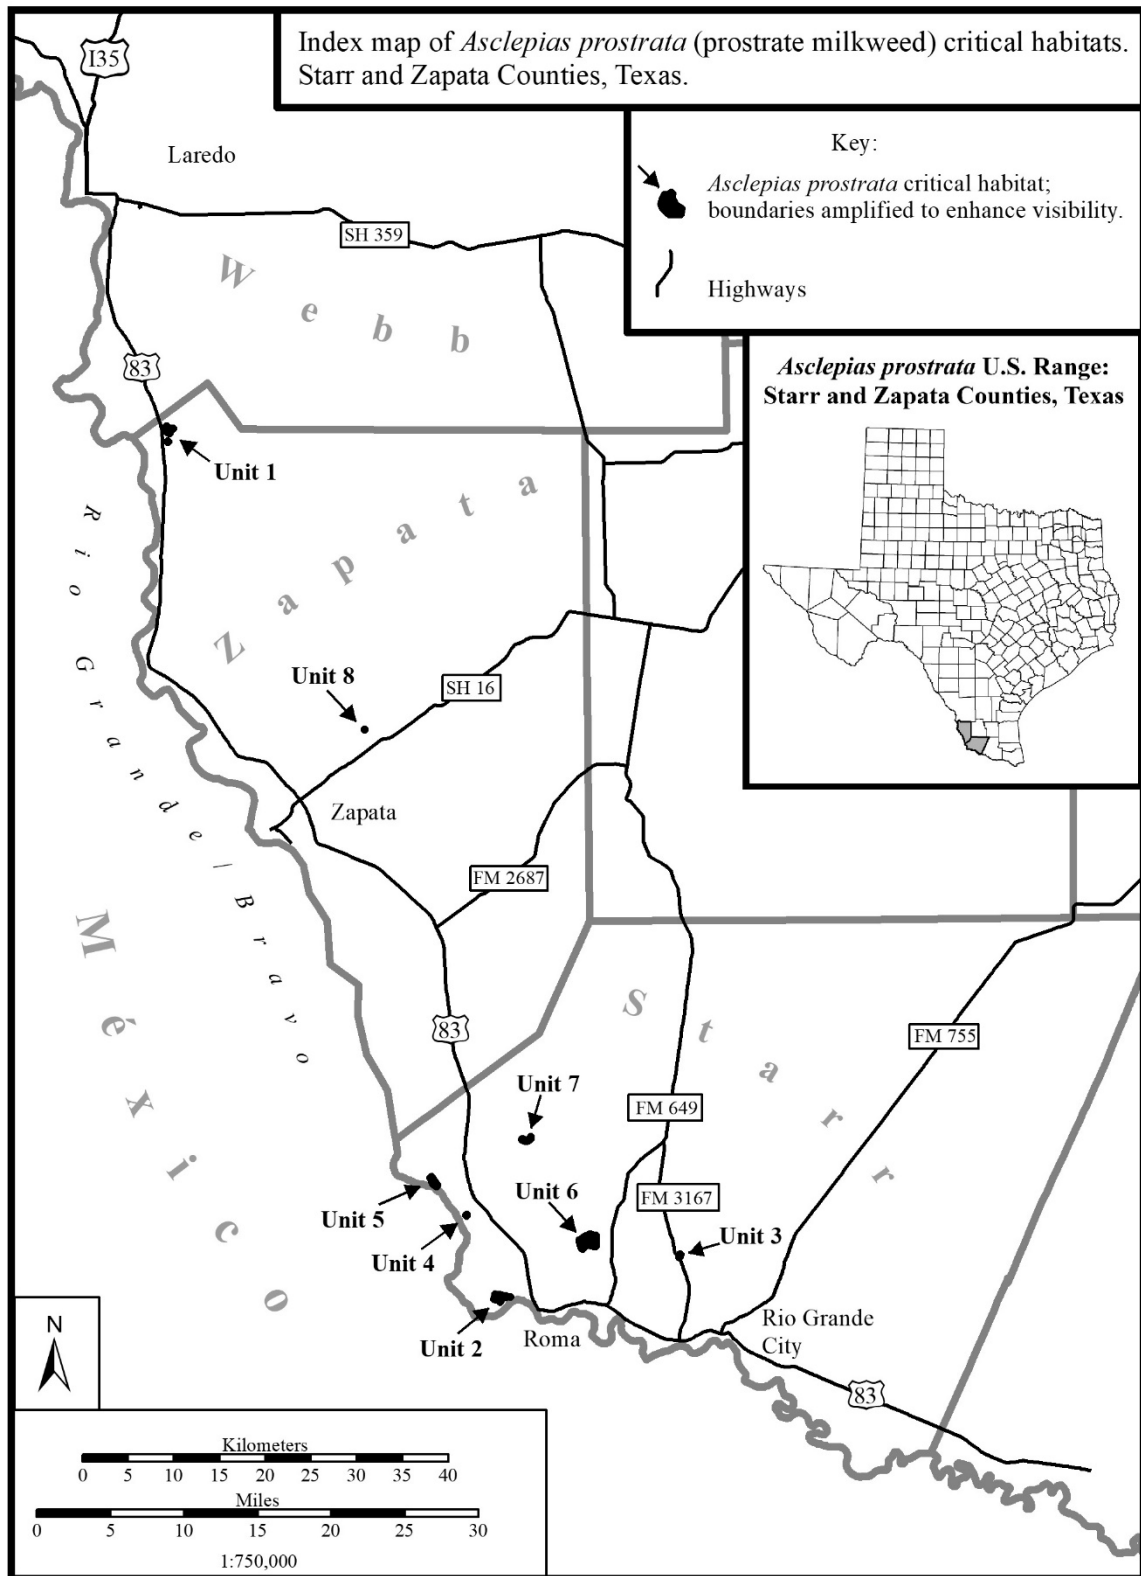 Index map of Asclepias prostrata (prostrate milkweed) critical habitats.
Starr and Zapata Counties, Texas.
I35
Laredo
Key:
Asclepias prostrata critical habitat;
boundaries amplified to enhance visibility.
Highways
SH 359
Webb
83
Asclepias prostrata U.S. Range:
Starr and Zapata Counties, Texas
Unit 1
Zapata
Rio Grande/Bravo
Unit 8
SH 16
Zapata
FM 2687
México
83
Starr
FM 755
Unit 7
FM 649
Unit 6
FM 3167
Unit 5
Unit 3
Unit 4
Rio Grande
City
Roma
Unit 2
83
N
Kilometers
0 5 10 15 20 25 30 35 40
Miles
0 5 10 15 20 25 30
1:750,000